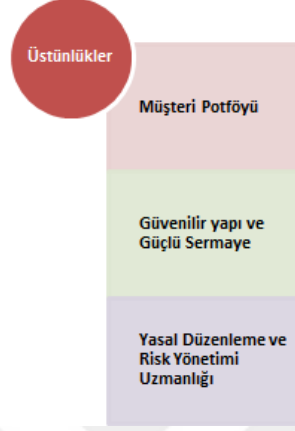 Üstünlükler
Müşteri Potföyü
Güvenilir yapı ve
Güçlü Sermaye
Yasal Düzenleme ve
Risk Yönetimi
Uzmanlığı